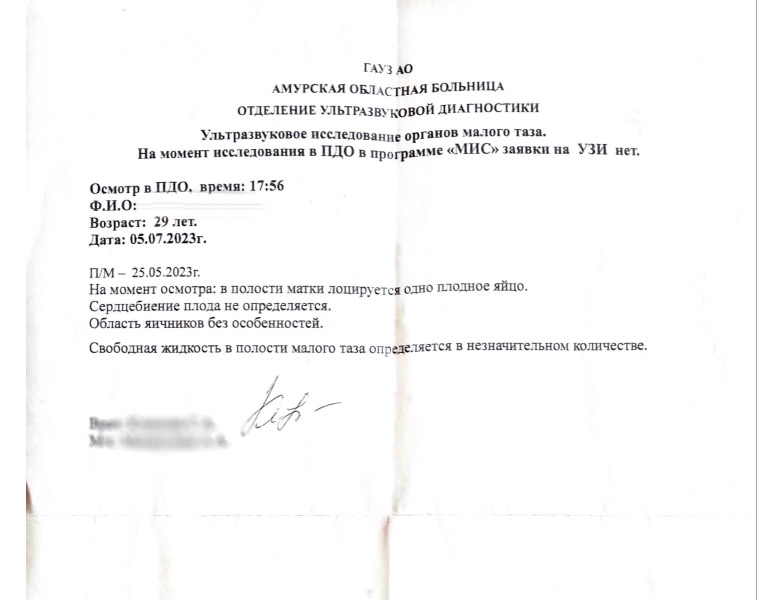 ГАУЗ АО
АМУРСКАЯ ОБЛАСТНАЯ БОЛЬНИЦА
ОТДЕЛЕНИЕ УЛЬТРАЗВУКОВОЙ ДИАГНОСТИКИ
Ультразвуковое исследование органов малого таза.
На момент исследования в ПДО в программе «МИС» заявки на УЗИ нет.
Осмотр в ПДО, время: 17:56
Ф.И.О:
Возраст: 29 лет.
Дата: 05.07.2023г.
П/М – 25.05.2023г.
На момент осмотра: в полости матки лоцируется одно плодное яйцо.
Сердцебиение плода не определяется.
Область яичников без особенностей.
Свободная жидкость в полости малого таза определяется в незначительном количестве.